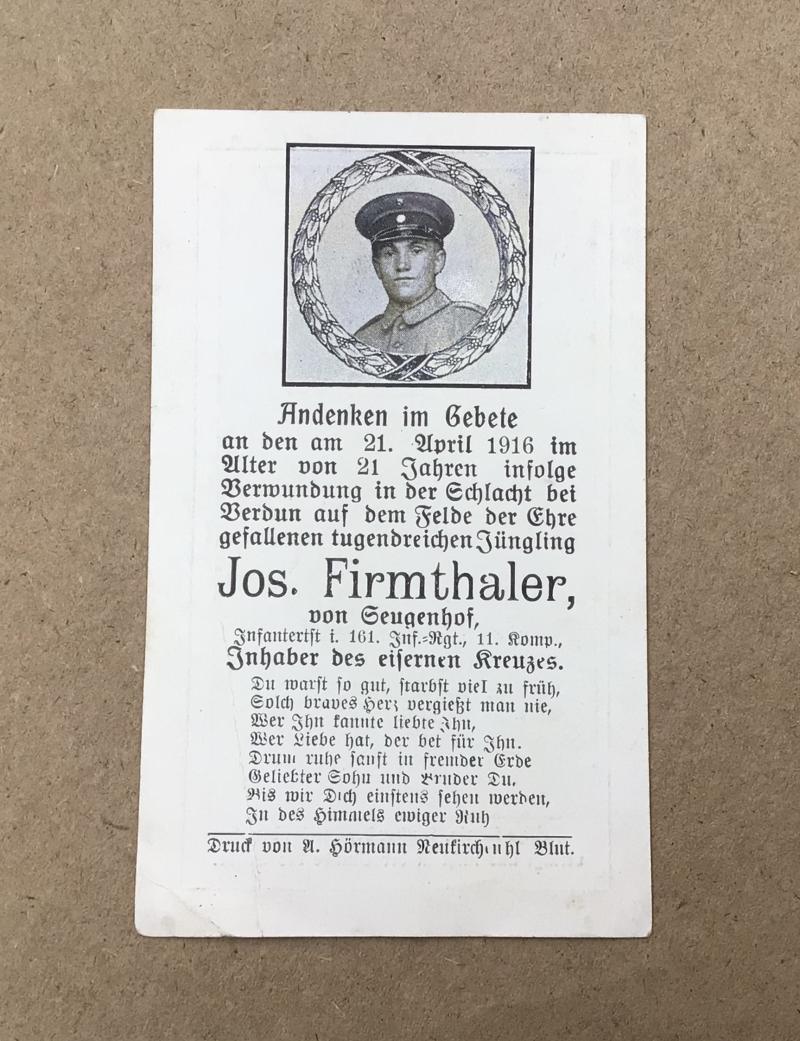 Andenken im Gebete
an den am 21. April 1916 im
Alter von 21 Jahren infolge
Verwundung in der Schlacht bei
Verdun auf dem Felde der Ehre
gefallenen tugendreichen Jüngling
Jos. Firmthaler,
von Seugenhof,
Infanterist i. 161. Inf.-Rgt., 11. Komp.,
Inhaber des eisernen Kreuzes.
Du warst so gut, starbst viel zu früh,
Solch braves Herz vergießt man nie,
Wer Ihn kannte liebte Ihn,
Wer Liebe hat, der bet für Ihn.
Drum ruhe sanft in fremder Erde
Geliebter Sohn und Bruder Du,
Bis wir Dich einstens sehen werden,
In des Himmels ewiger Ruh
Druck von A. Hörmann Neukirch